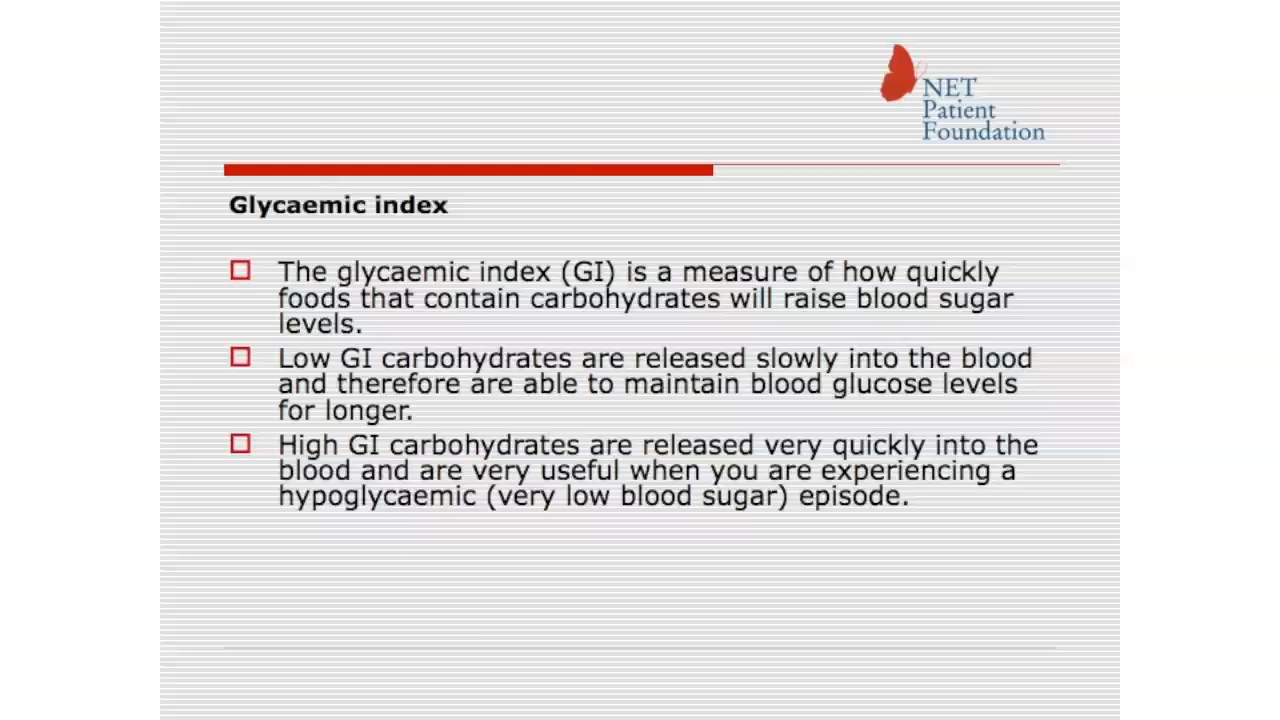 NET
Patient
Foundation
Glycaemic index
The glycaemic index (GI) is a measure of how quickly
foods that contain carbohydrates will raise blood sugar
levels.
Low GI carbohydrates are released slowly into the blood
and therefore are able to maintain blood glucose levels
for longer.
High GI carbohydrates are released very quickly into the
blood and are very useful when you are experiencing a
hypoglycaemic (very low blood sugar) episode.